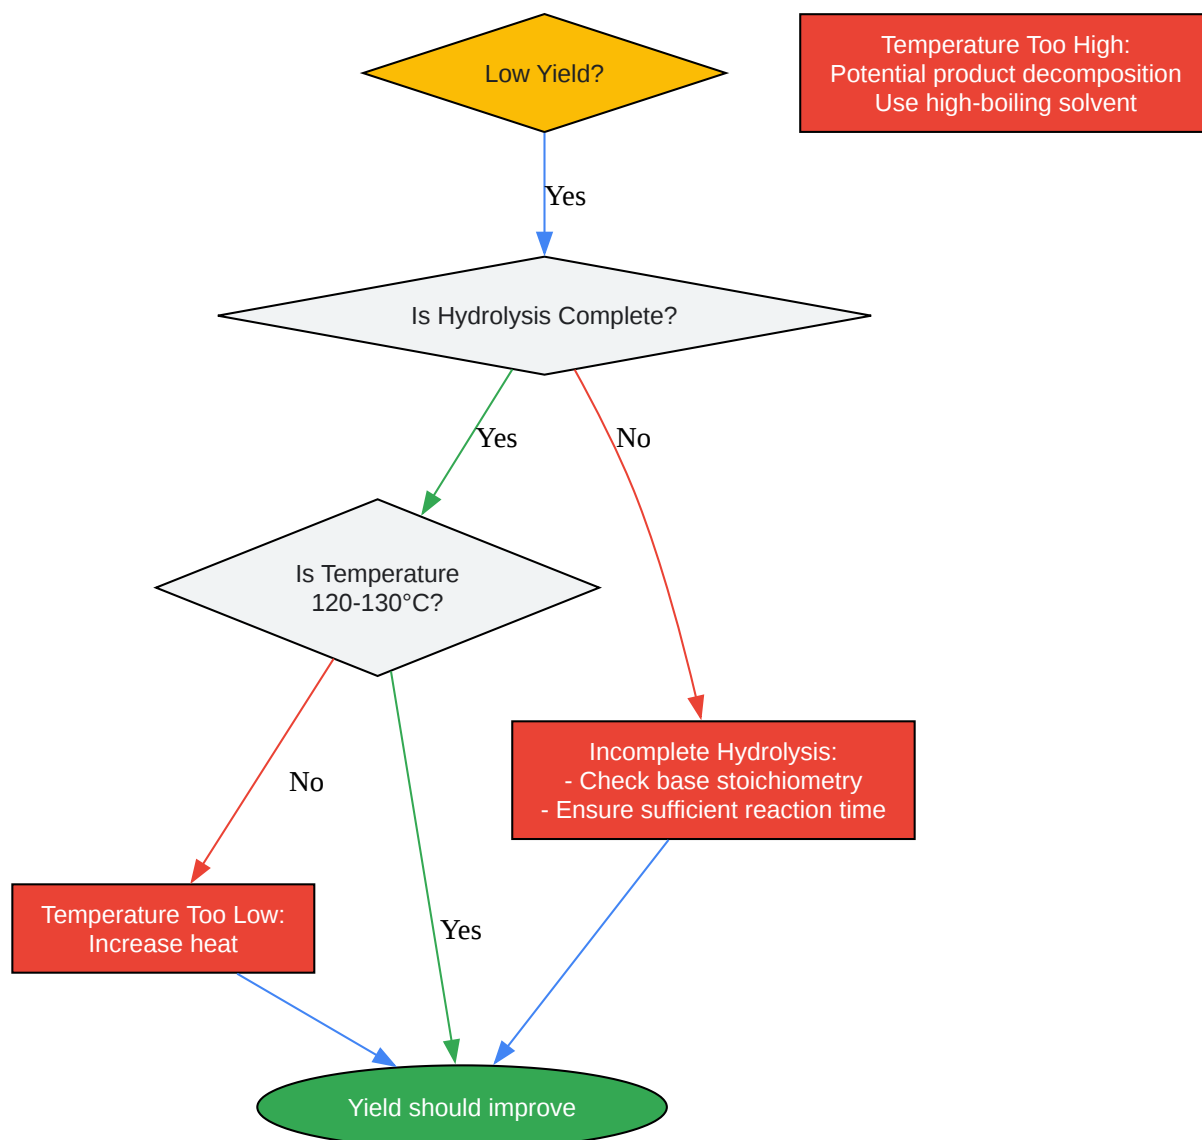 Low Yield?
Temperature Too High:
Potential product decomposition
Use high-boiling solvent
Yes
Is Hydrolysis Complete?
Yes
No
Is Temperature
120-130°C?
No
Incomplete Hydrolysis:
- Check base stoichiometry
- Ensure sufficient reaction time
Temperature Too Low:
Increase heat
Yes
Yield should improve